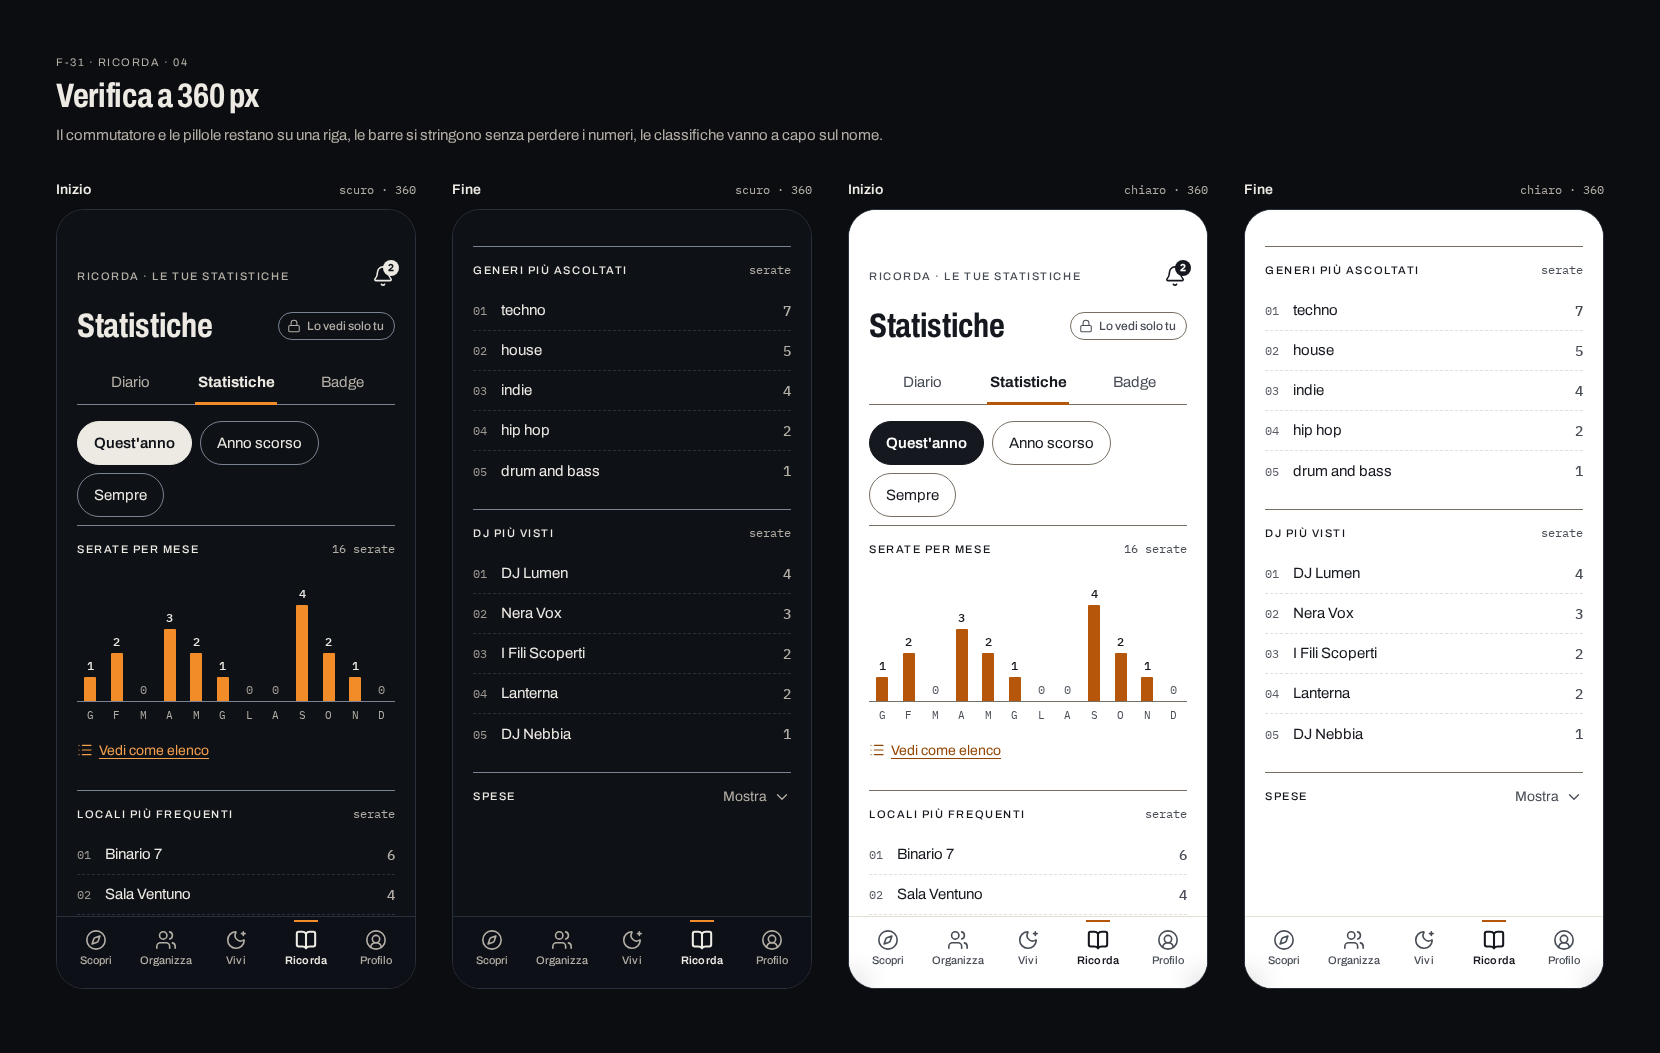 F-31 · RICORDA · 04
Verifica a 360 px
Il commutatore e le pillole restano su una riga, le barre si stringono senza perdere i numeri, le classifiche vanno a capo sul nome.
Inizio scuro · 360
RICORDA · LE TUE STATISTICHE 2
Statistiche Lo vedi solo tu
Diario Statistiche Badge
Quest'anno Anno scorso
Sempre
SERATE PER MESE 16 serate
1 2 0 3 2 1 0 0 4 2 1 0
G F M A M G L A S O N D
Vedi come elenco
LOCALI PIÙ FREQUENTI serate
01 Binario 7 6
02 Sala Ventuno 4
Scopri Organizza Vivi Ricorda Profilo
Fine scuro · 360
GENERI PIÙ ASCOLTATI serate
01 techno 7
02 house 5
03 indie 4
04 hip hop 2
05 drum and bass 1
DJ PIÙ VISTI serate
01 DJ Lumen 4
02 Nera Vox 3
03 I Fili Scoperti 2
04 Lanterna 2
05 DJ Nebbia 1
SPESE Mostra
Scopri Organizza Vivi Ricorda Profilo
Inizio chiaro · 360
RICORDA · LE TUE STATISTICHE 2
Statistiche Lo vedi solo tu
Diario Statistiche Badge
Quest'anno Anno scorso
Sempre
SERATE PER MESE 16 serate
1 2 0 3 2 1 0 0 4 2 1 0
G F M A M G L A S O N D
Vedi come elenco
LOCALI PIÙ FREQUENTI serate
01 Binario 7 6
02 Sala Ventuno 4
Scopri Organizza Vivi Ricorda Profilo
Fine chiaro · 360
GENERI PIÙ ASCOLTATI serate
01 techno 7
02 house 5
03 indie 4
04 hip hop 2
05 drum and bass 1
DJ PIÙ VISTI serate
01 DJ Lumen 4
02 Nera Vox 3
03 I Fili Scoperti 2
04 Lanterna 2
05 DJ Nebbia 1
SPESE Mostra
Scopri Organizza Vivi Ricorda Profilo